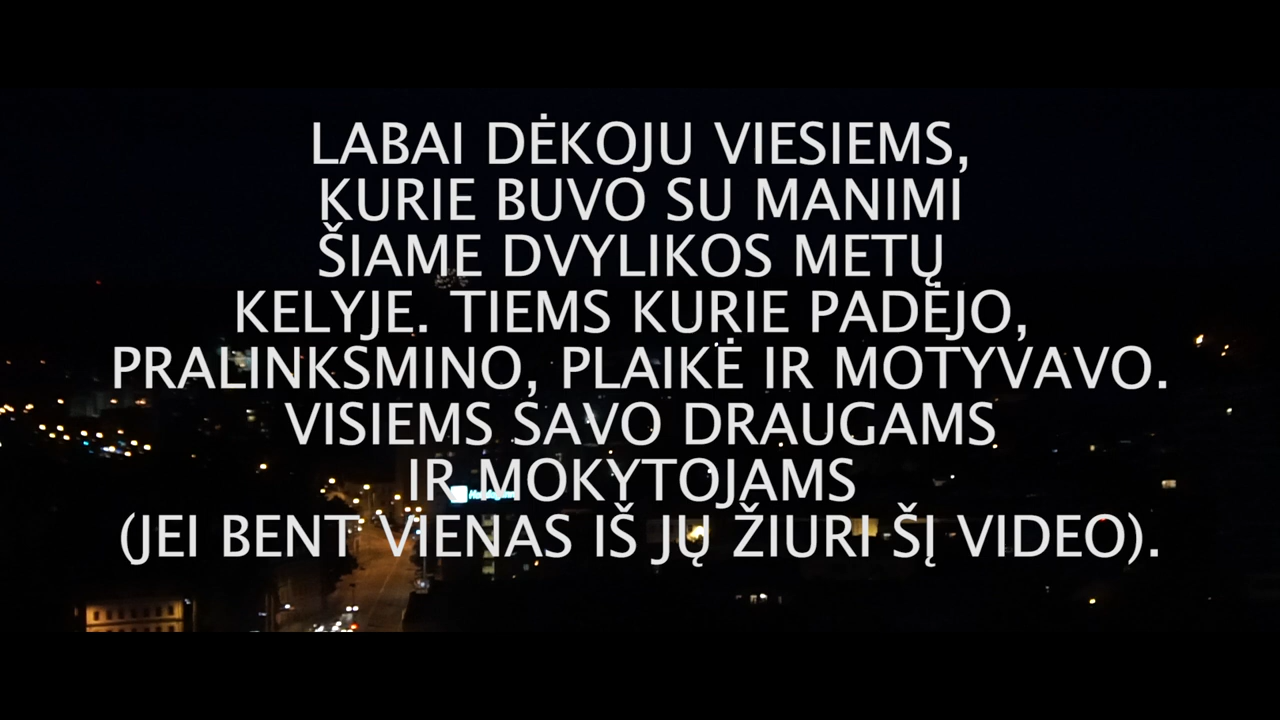 LABAI DĖKOJU VIESIEMS,
KURIE BUVO SU MANIMI
ŠIAME DVYLIKOS METŲ
KELYJE. TIEMS KURIE PADĖJO,
PRALINKSMINO, PLAIKĖ IR MOTYVAVO.
VISIEMS SAVO DRAUGAMS
IR MOKYTOJAMS
(JEI BENT VIENAS IŠ JŲ ŽIURI ŠĮ VIDEO).